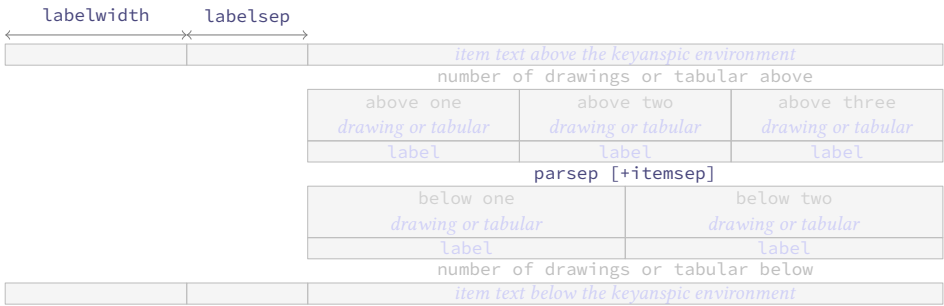 labelwidth labelsep
item text above the keyanspic environment
number of drawings or tabular above
above one above two above three
drawing or tabular drawing or tabular drawing or tabular
label label label
parsep [+itemsep]
below one below two
drawing or tabular drawing or tabular
label label
number of drawings or tabular below
item text below the keyanspic environment